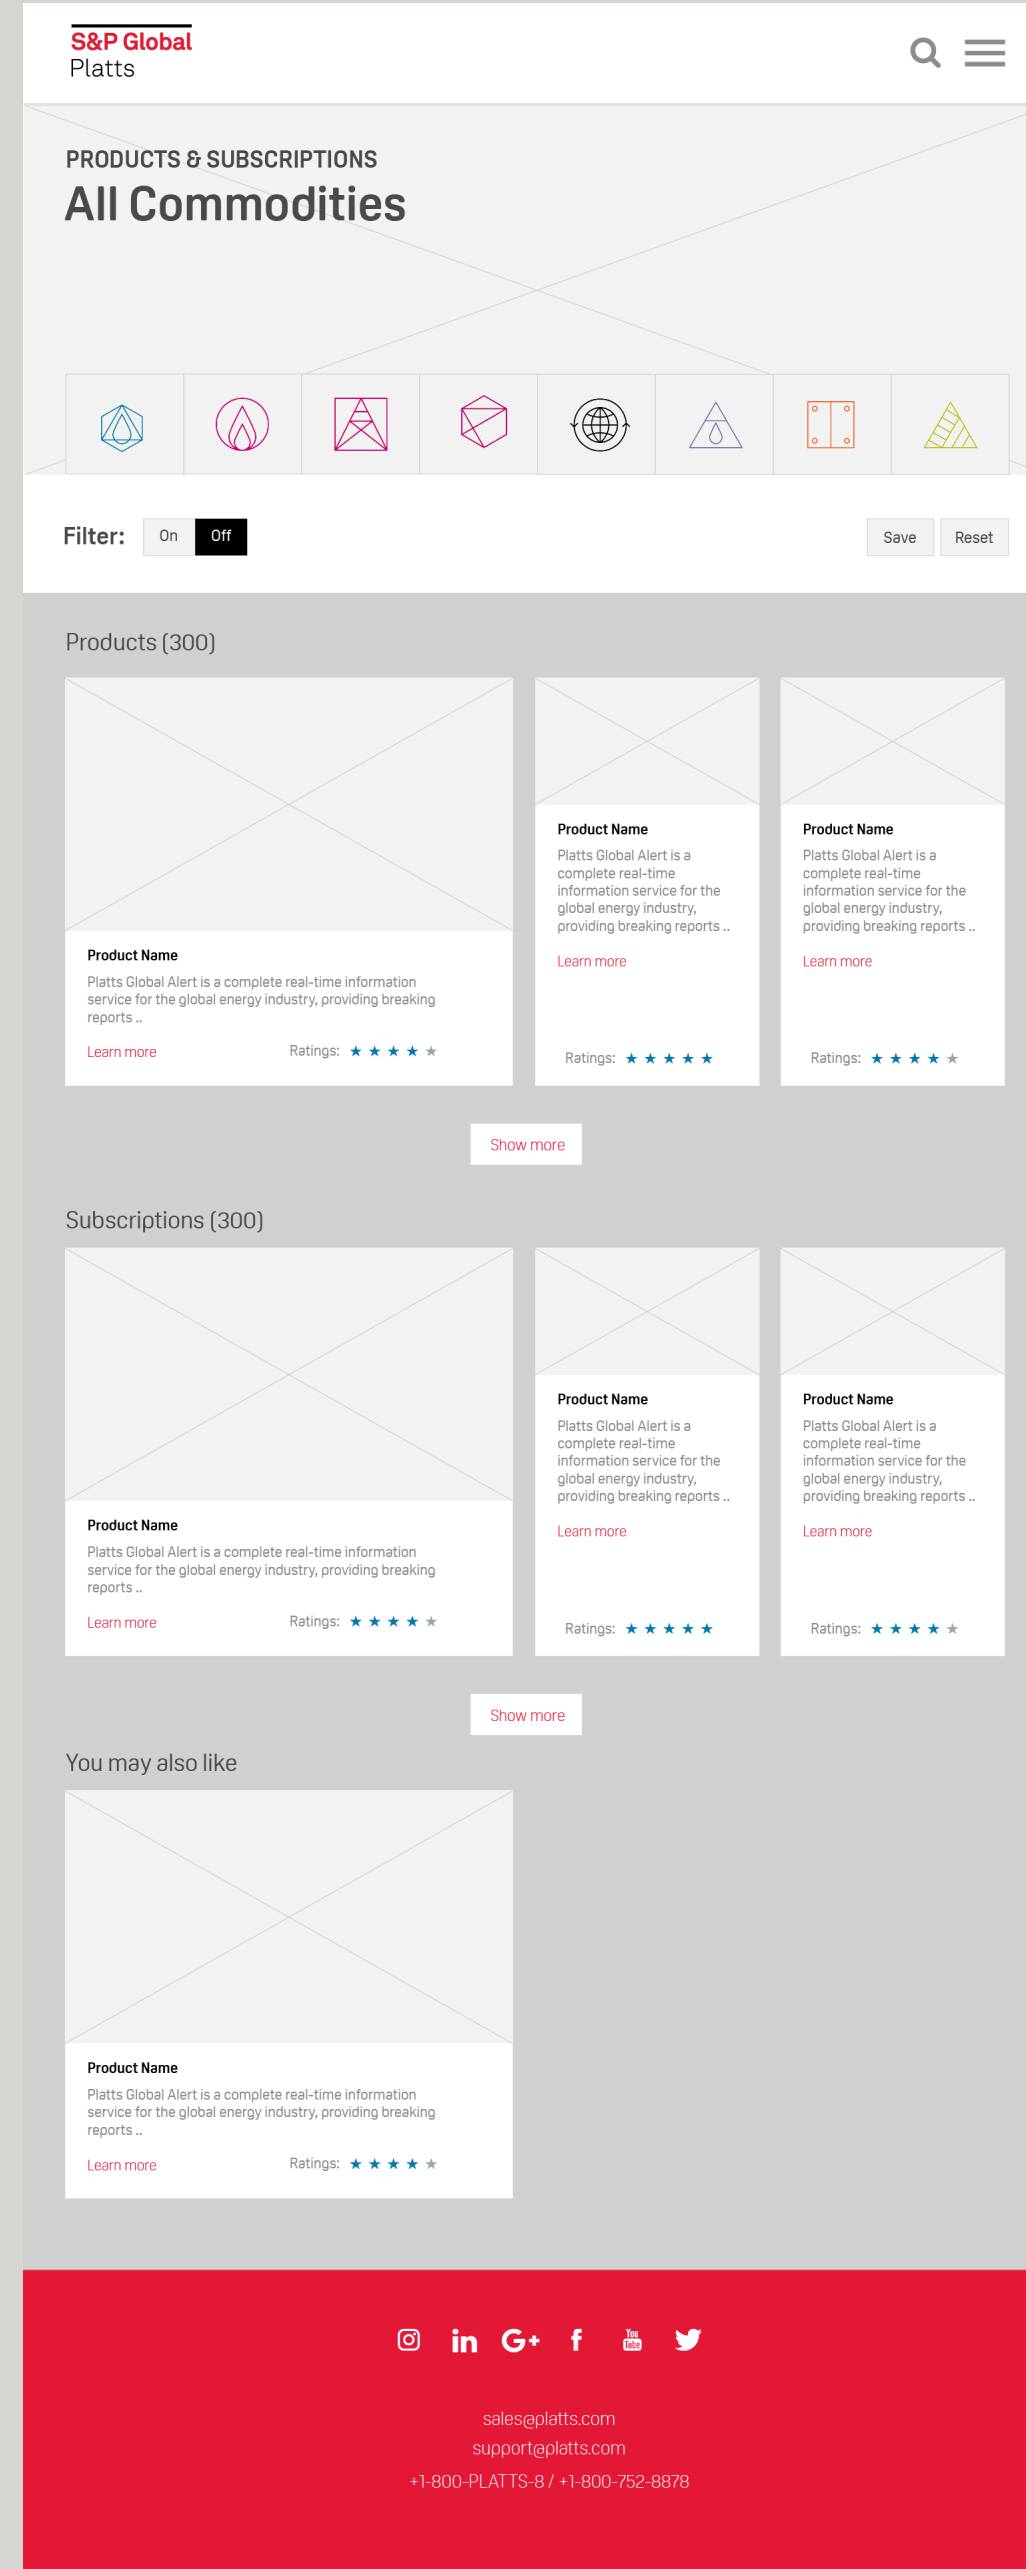 S&P Global
Platts
PRODUCTS & SUBSCRIPTIONS
All Commodities
Filter:
On
Off
Save
Reset
Products (300)
Product Name
Platts Global Alert is a complete real-time information
service for the global energy industry, providing breaking
reports ..
Learn more
Ratings:
Product Name
Platts Global Alert is a
complete real-time
information service for the
global energy industry,
providing breaking reports ..
Learn more
Ratings:
Product Name
Platts Global Alert is a
complete real-time
information service for the
global energy industry,
providing breaking reports ..
Learn more
Ratings:
Show more
Subscriptions (300)
Product Name
Platts Global Alert is a complete real-time information
service for the global energy industry, providing breaking
reports ..
Learn more
Ratings:
Product Name
Platts Global Alert is a
complete real-time
information service for the
global energy industry,
providing breaking reports ..
Learn more
Ratings:
Product Name
Platts Global Alert is a
complete real-time
information service for the
global energy industry,
providing breaking reports ..
Learn more
Ratings:
Show more
You may also like
Product Name
Platts Global Alert is a complete real-time information
service for the global energy industry, providing breaking
reports ..
Learn more
Ratings:
in
G+
f
You
Tube
sales@platts.com
support@platts.com
+1-800-PLATTS-8 / +1-800-752-8878